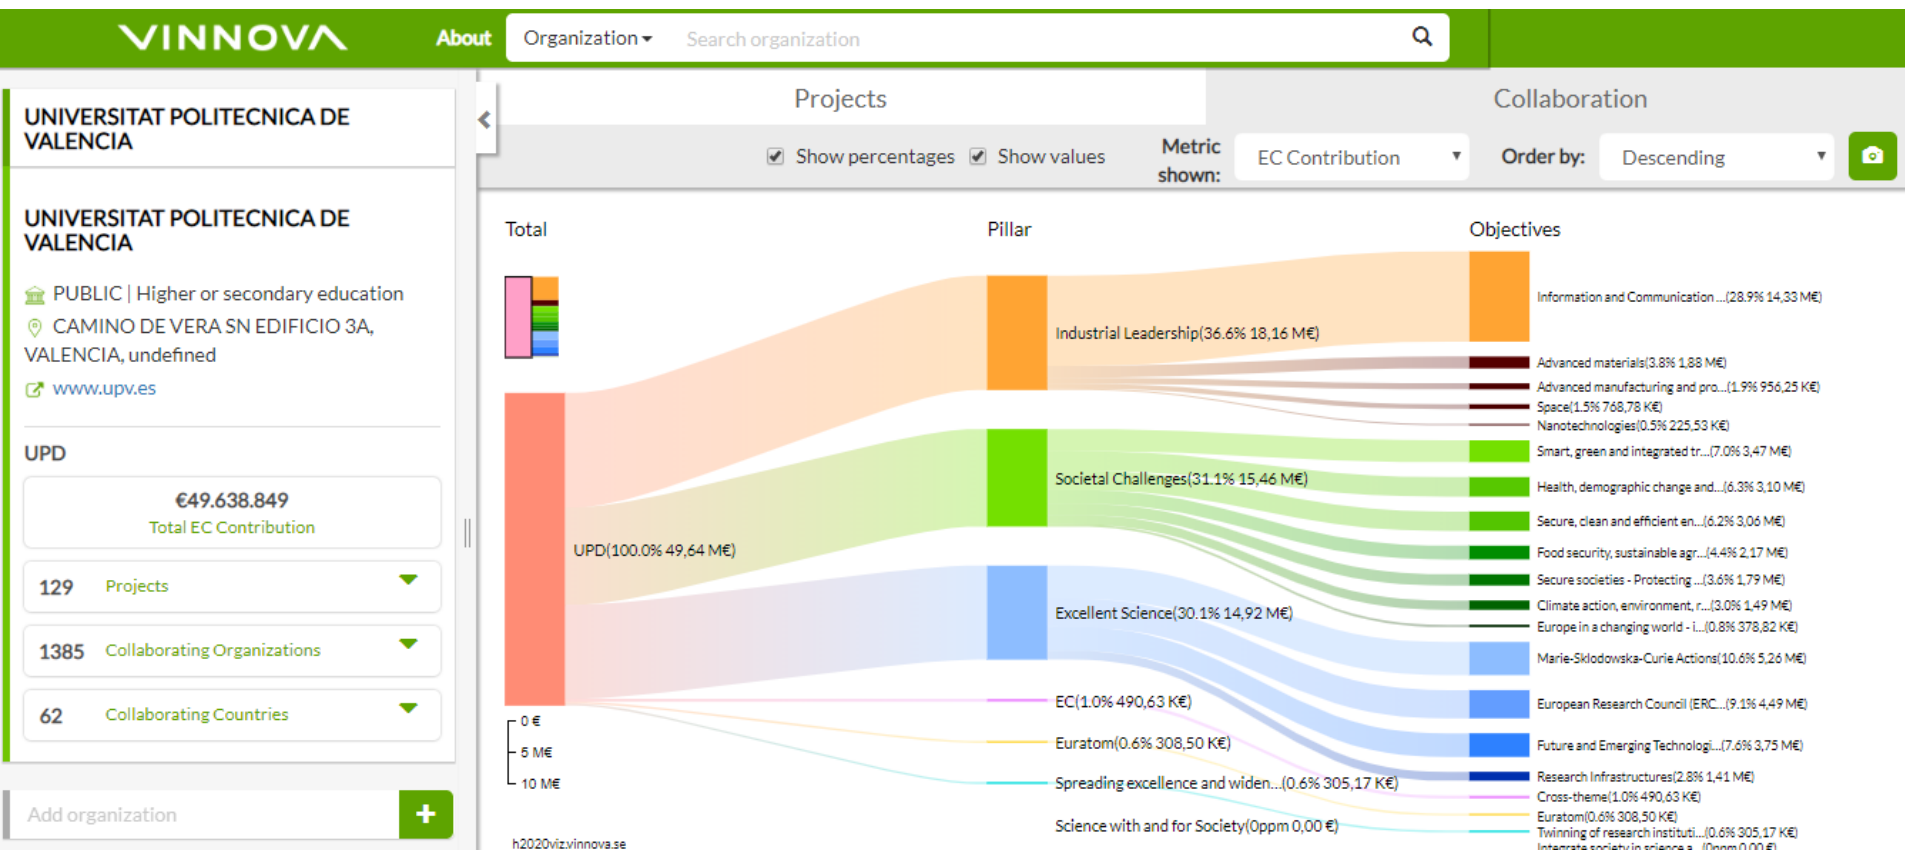 VINNOVA
About
Organization
Search organization
UNIVERSITAT POLITECNICA DE
VALENCIA
UNIVERSITAT POLITECNICA DE
VALENCIA
PUBLIC | Higher or secondary education
CAMINO DE VERA SN EDIFICIO 3A,
VALENCIA, undefined
www.upv.es
UPD
€49.638.849
Total EC Contribution
129 Projects
1385 Collaborating Organizations
62 Collaborating Countries
Add organization
+
Projects
Collaboration
Show percentages
Show values
Metric
shown:
EC Contribution
Order by:
Descending
Total
Pillar
Objectives
UPD(100.0% 49,64 M€)
0 €
5 M€
10 M€
h2020viz.vinnova.se
Industrial Leadership(36.6% 18,16 M€)
Societal Challenges(31.1% 15,46 M€)
Excellent Science(30.1% 14,92 M€)
EC(1.0% 490,63 K€)
Euratom(0.6% 308,50 K€)
Spreading excellence and widen...(0.6% 305,17 K€)
Science with and for Society(0ppm 0,00 €)
Information and Communication ...(28.9% 14,33 M€)
Advanced materials(3.8% 1,88 M€)
Advanced manufacturing and pro...(1.9% 956,25 K€)
Space(1.5% 768,78 K€)
Nanotechnologies(0.5% 225,53 K€)
Smart, green and integrated tr...(7.0% 3,47 M€)
Health, demographic change and...(6.3% 3,10 M€)
Secure, clean and efficient en...(6.2% 3,06 M€)
Food security, sustainable agr...(4.4% 2,17 M€)
Secure societies - Protecting ...(3.6% 1,79 M€)
Climate action, environment, r...(3.0% 1,49 M€)
Europe in a changing world - i...(0.8% 378,82 K€)
Marie-Sklodowska-Curie Actions(10.6% 5,26 M€)
European Research Council (ERC...(9.1% 4,49 M€)
Future and Emerging Technologi...(7.6% 3,75 M€)
Research Infrastructures(2.8% 1,41 M€)
Cross-theme(1.0% 490,63 K€)
Euratom(0.6% 308,50 K€)
Twinning of research instituti...(0.6% 305,17 K€)
Integrate society in science a...(0ppm 0,00 €)